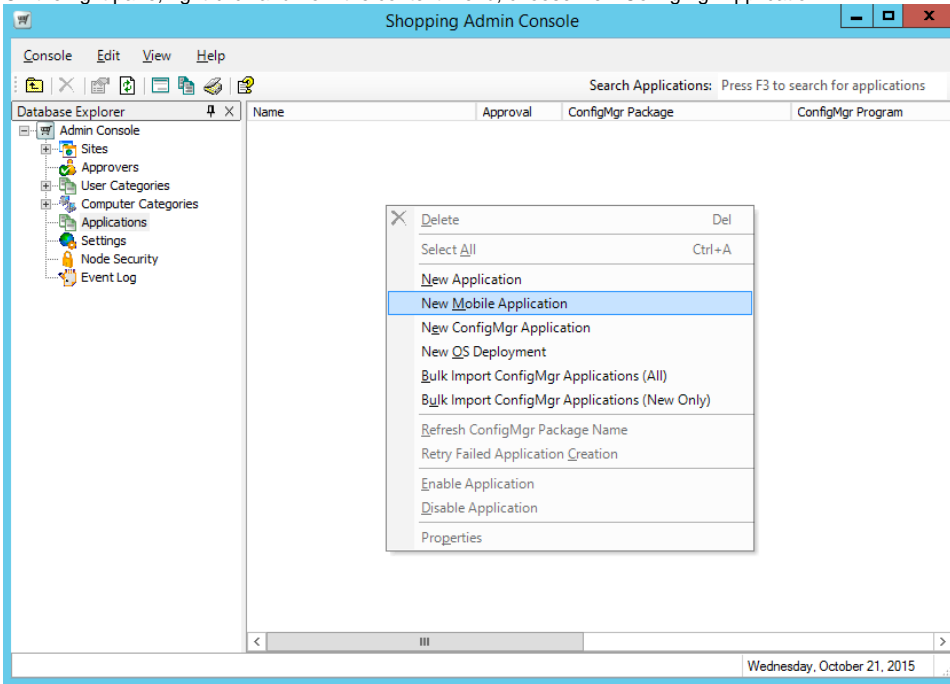 Shopping Admin Console
Console Edit View Help
Search Applications: Press F3 to search for applications
Database Explorer
Name Approval ConfigMgr Package ConfigMgr Program
Admin Console
Sites
Approvers
User Categories
Computer Categories
Applications
Settings
Node Security
Event Log
Delete Del
Select All Ctrl+A
New Application
New Mobile Application
New ConfigMgr Application
New OS Deployment
Bulk Import ConfigMgr Applications (All)
Bulk Import ConfigMgr Applications (New Only)
Refresh ConfigMgr Package Name
Retry Failed Application Creation
Enable Application
Disable Application
Properties
Wednesday, October 21, 2015